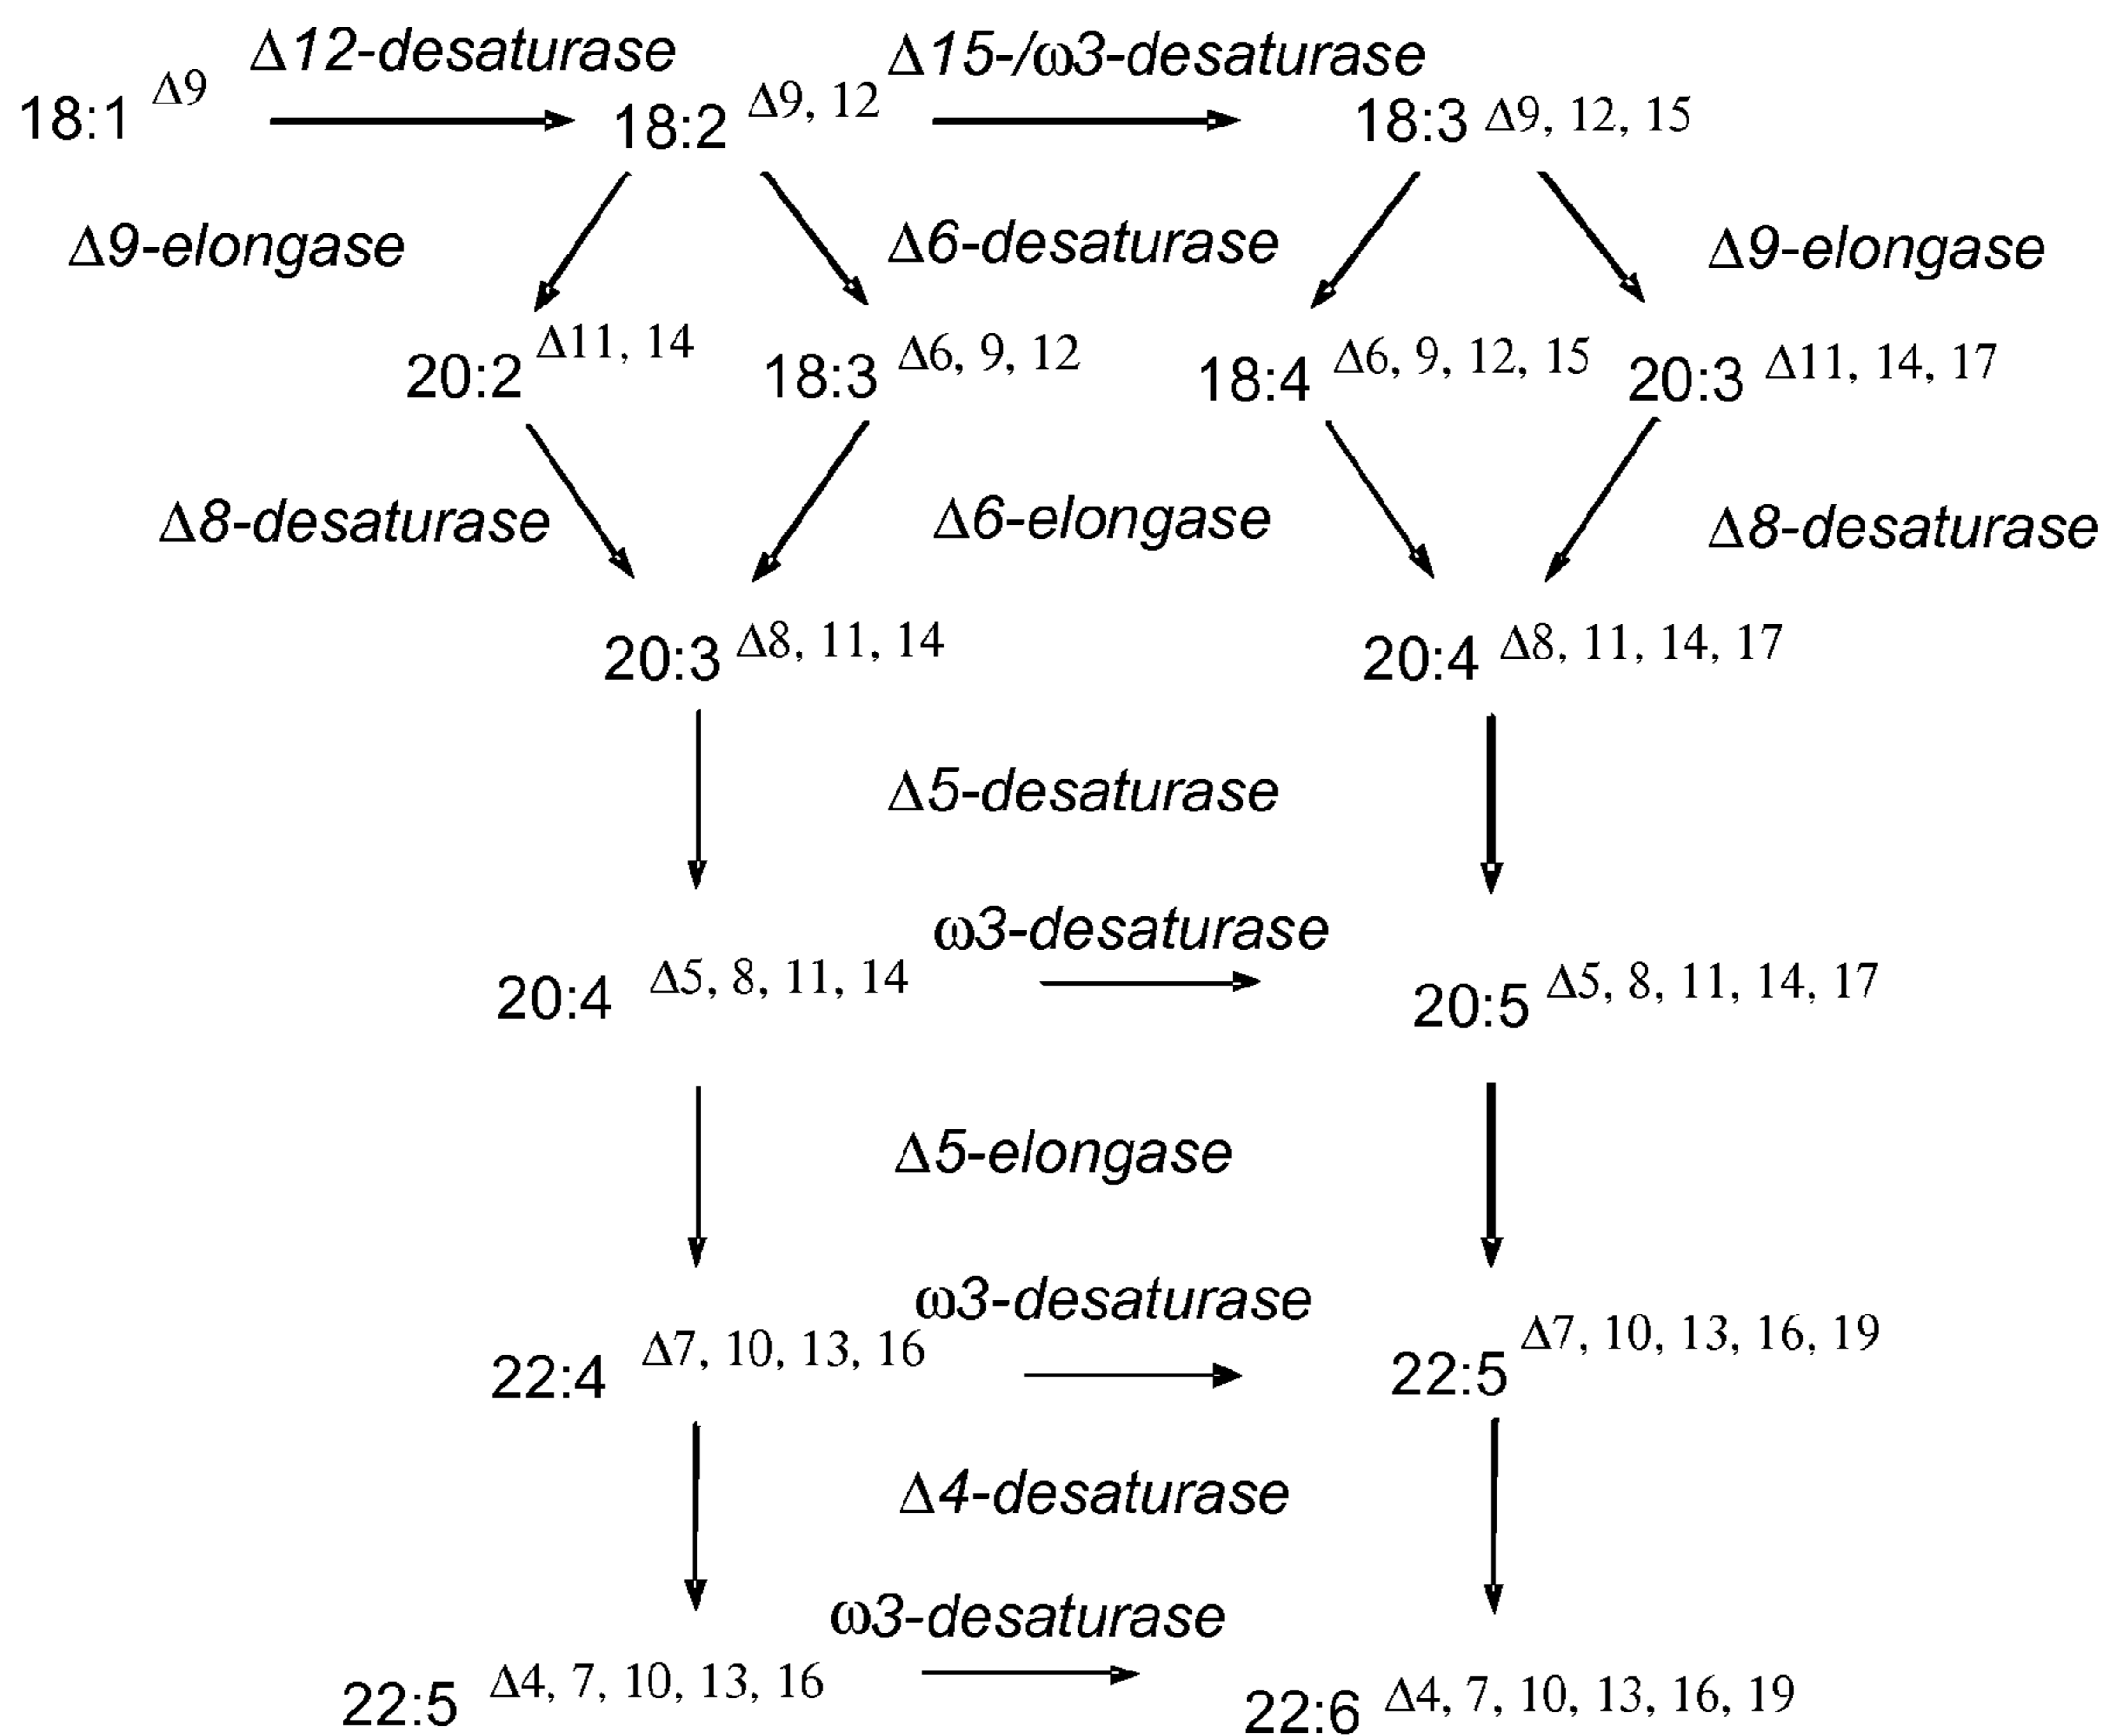 Δ12-desaturase Δ15-/ω3-desaturase
18:1 Δ9 18:2 Δ9, 12 18:3 Δ9, 12, 15
Δ9-elongase Δ6-desaturase Δ9-elongase
20:2 Δ11, 14 18:3 Δ6, 9, 12 18:4 Δ6, 9, 12, 15 20:3 Δ11, 14, 17
Δ8-desaturase Δ6-elongase Δ8-desaturase
20:3 Δ8, 11, 14 20:4 Δ8, 11, 14, 17
Δ5-desaturase
ω3-desaturase
20:4 Δ5, 8, 11, 14 20:5 Δ5, 8, 11, 14, 17
Δ5-elongase
ω3-desaturase
22:4 Δ7, 10, 13, 16 22:5 Δ7, 10, 13, 16, 19
Δ4-desaturase
ω3-desaturase
22:5 Δ4, 7, 10, 13, 16 22:6 Δ4, 7, 10, 13, 16, 19